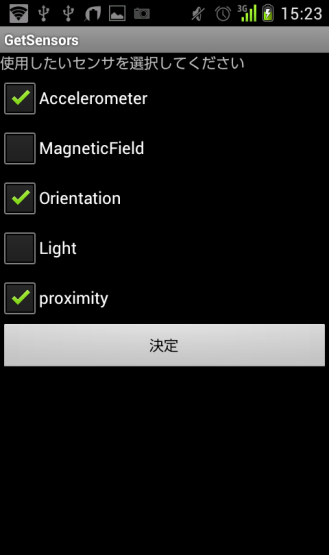 3G 15:23
GetSensors
使用したいセンサを選択してください
Accelerometer
MagneticField
Orientation
Light
proximity
決定